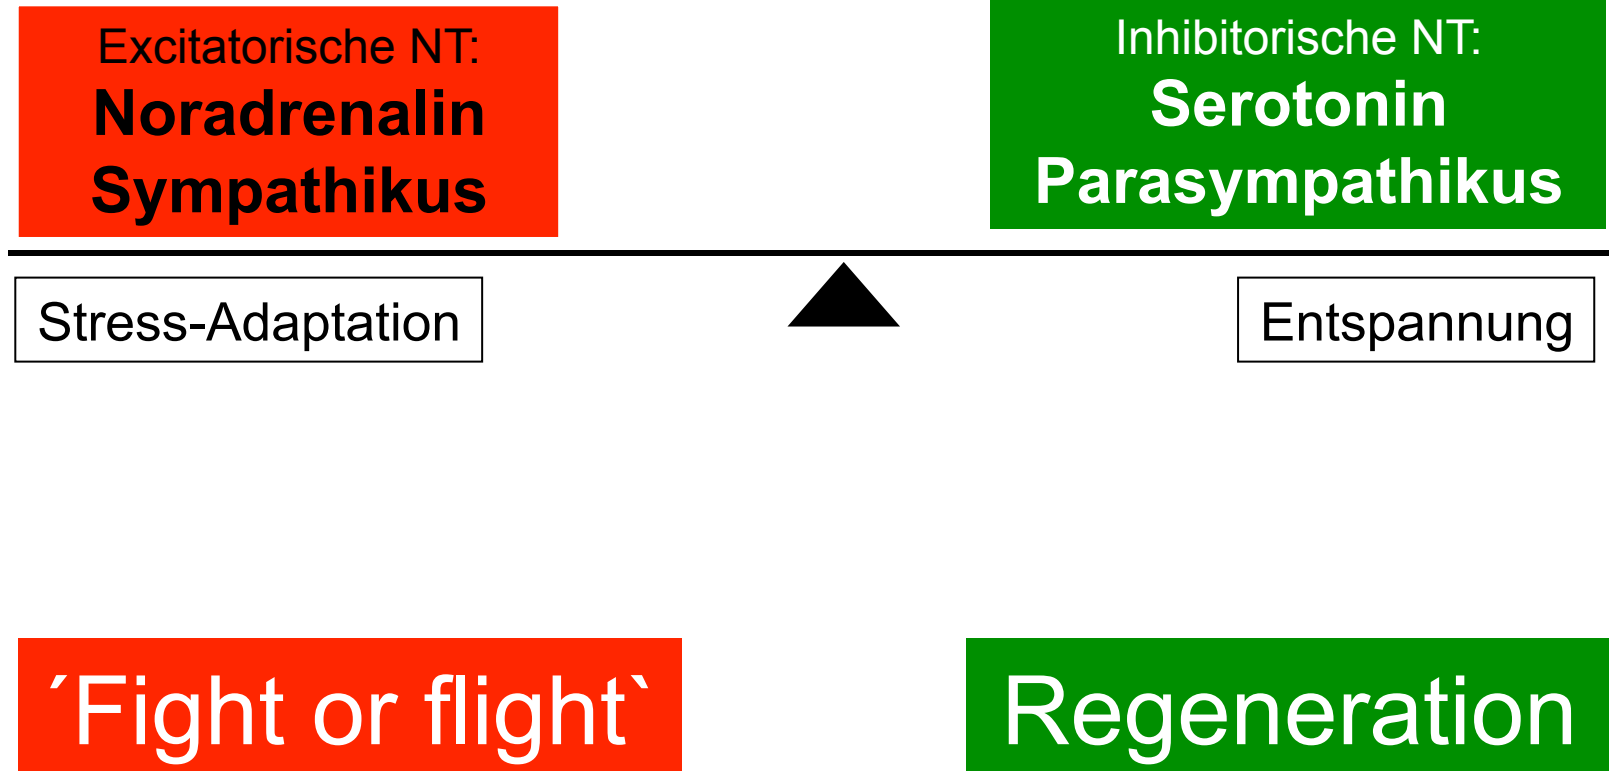 Excitatorische NT:
Noradrenalin
Sympathikus
Inhibitorische NT:
Serotonin
Parasympathikus
Stress-Adaptation
Entspannung
´Fight or flight`
Regeneration